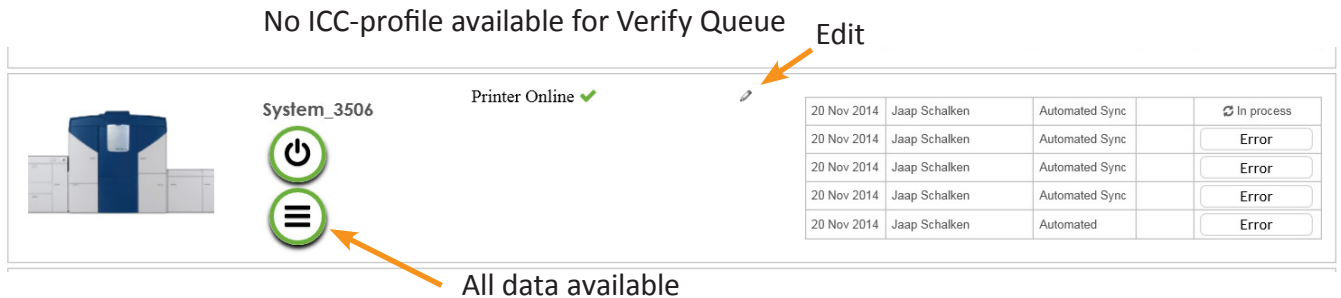 No ICC-profile available for Verify Queue
Edit
System_3506
Printer Online
20 Nov 2014 Jaap Schalken Automated Sync In process
20 Nov 2014 Jaap Schalken Automated Sync Error
20 Nov 2014 Jaap Schalken Automated Sync Error
20 Nov 2014 Jaap Schalken Automated Sync Error
20 Nov 2014 Jaap Schalken Automated Error
All data available